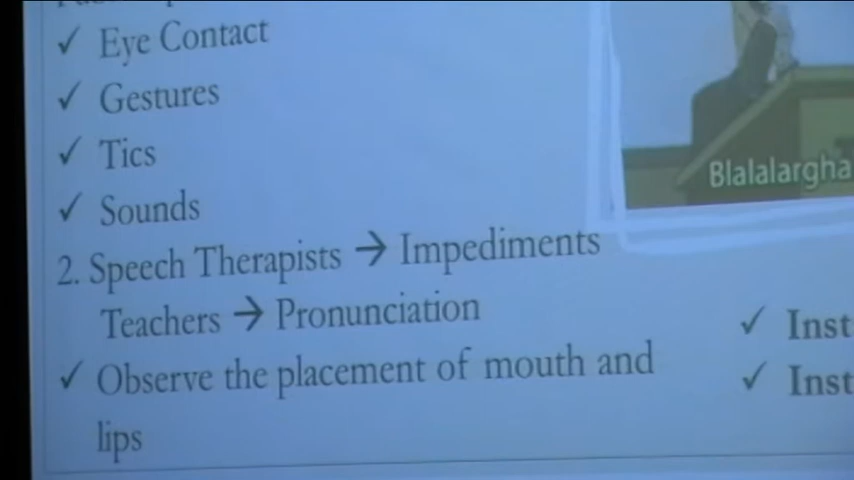 ✓ Eye Contact
✓ Gestures
✓ Tics
✓ Sounds
2. Speech Therapists → Impediments
Teachers → Pronunciation
✓ Observe the placement of mouth and
lips
Blalalargha
✓ Inst
✓ Inst